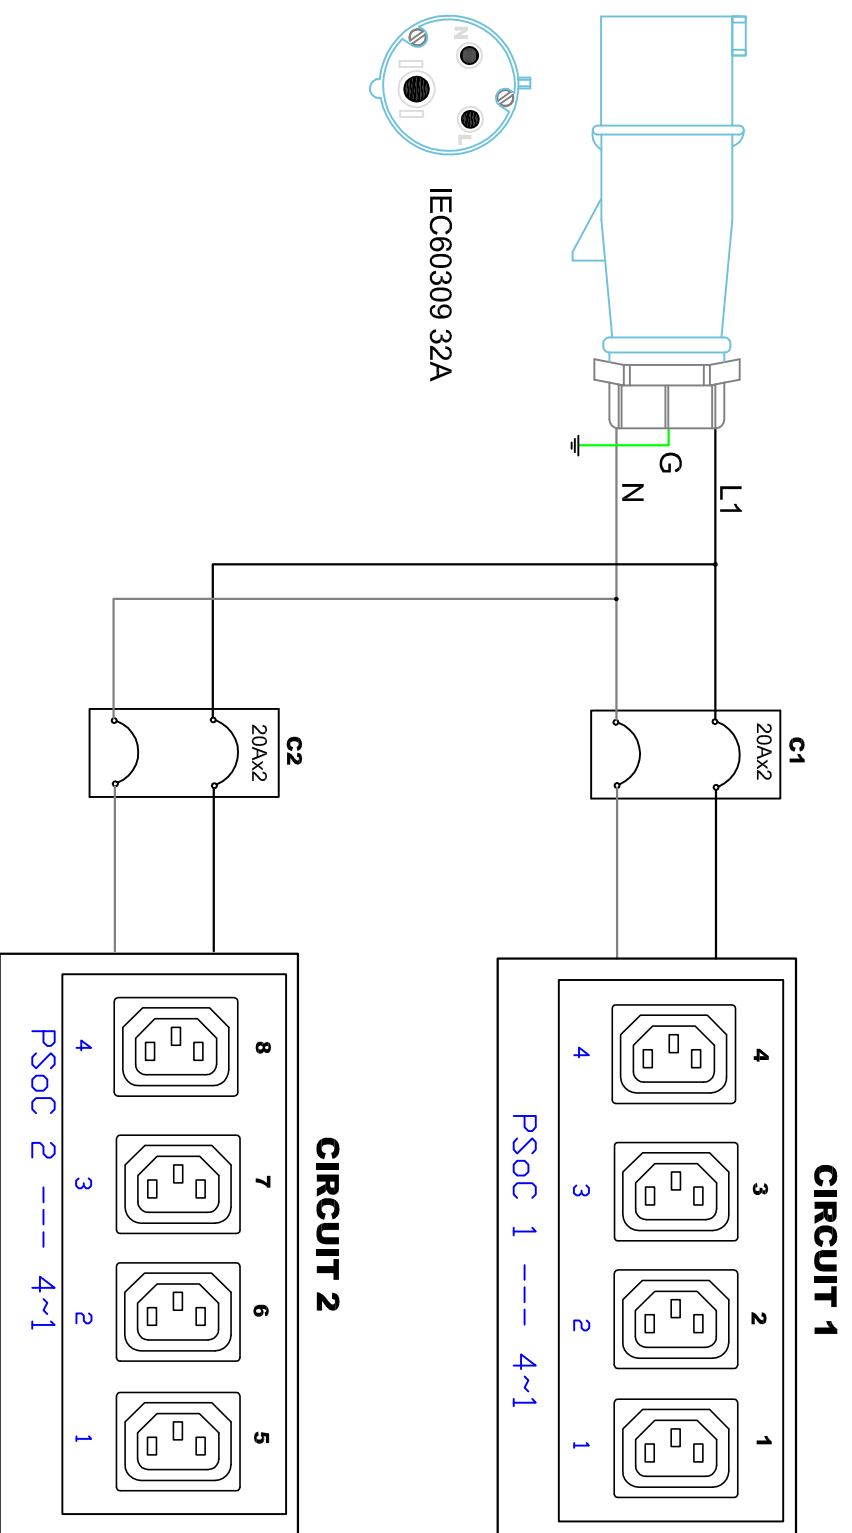 CIRCUIT 1
C1
20Ax2
4 3 2 1
L1
G
N
4 3 2 1
PSoC 1 --- 4~1
N
L
IEC60309 32A
CIRCUIT 2
C2
20Ax2
8 7 6 5
4 3 2 1
PSoC 2 --- 4~1